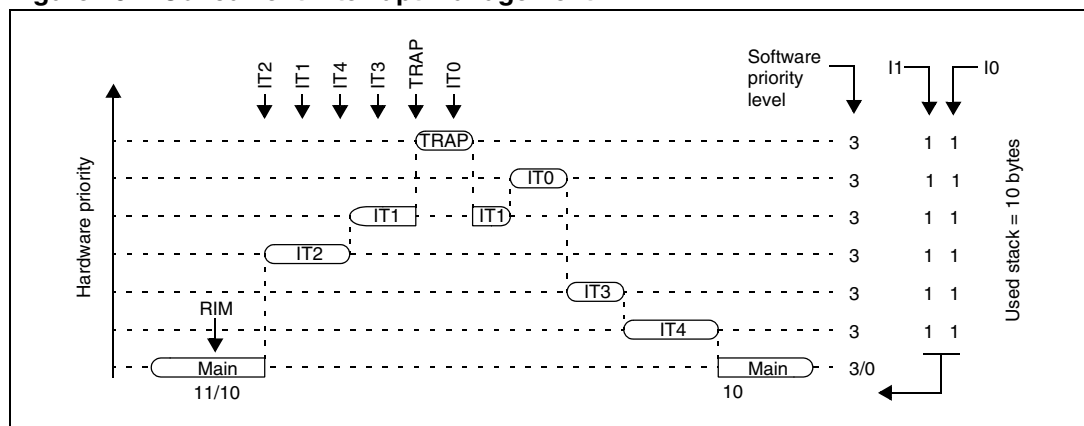 IT2
IT1
IT4
IT3
TRAP
IT0
Software
priority
level
I1
I0
Hardware priority
TRAP
3
1 1
IT0
3
1 1
IT1
IT1
3
1 1
IT2
3
1 1
IT3
3
1 1
RIM
IT4
3
1 1
Main
Main
3/0
11/10
10
Used stack = 10 bytes